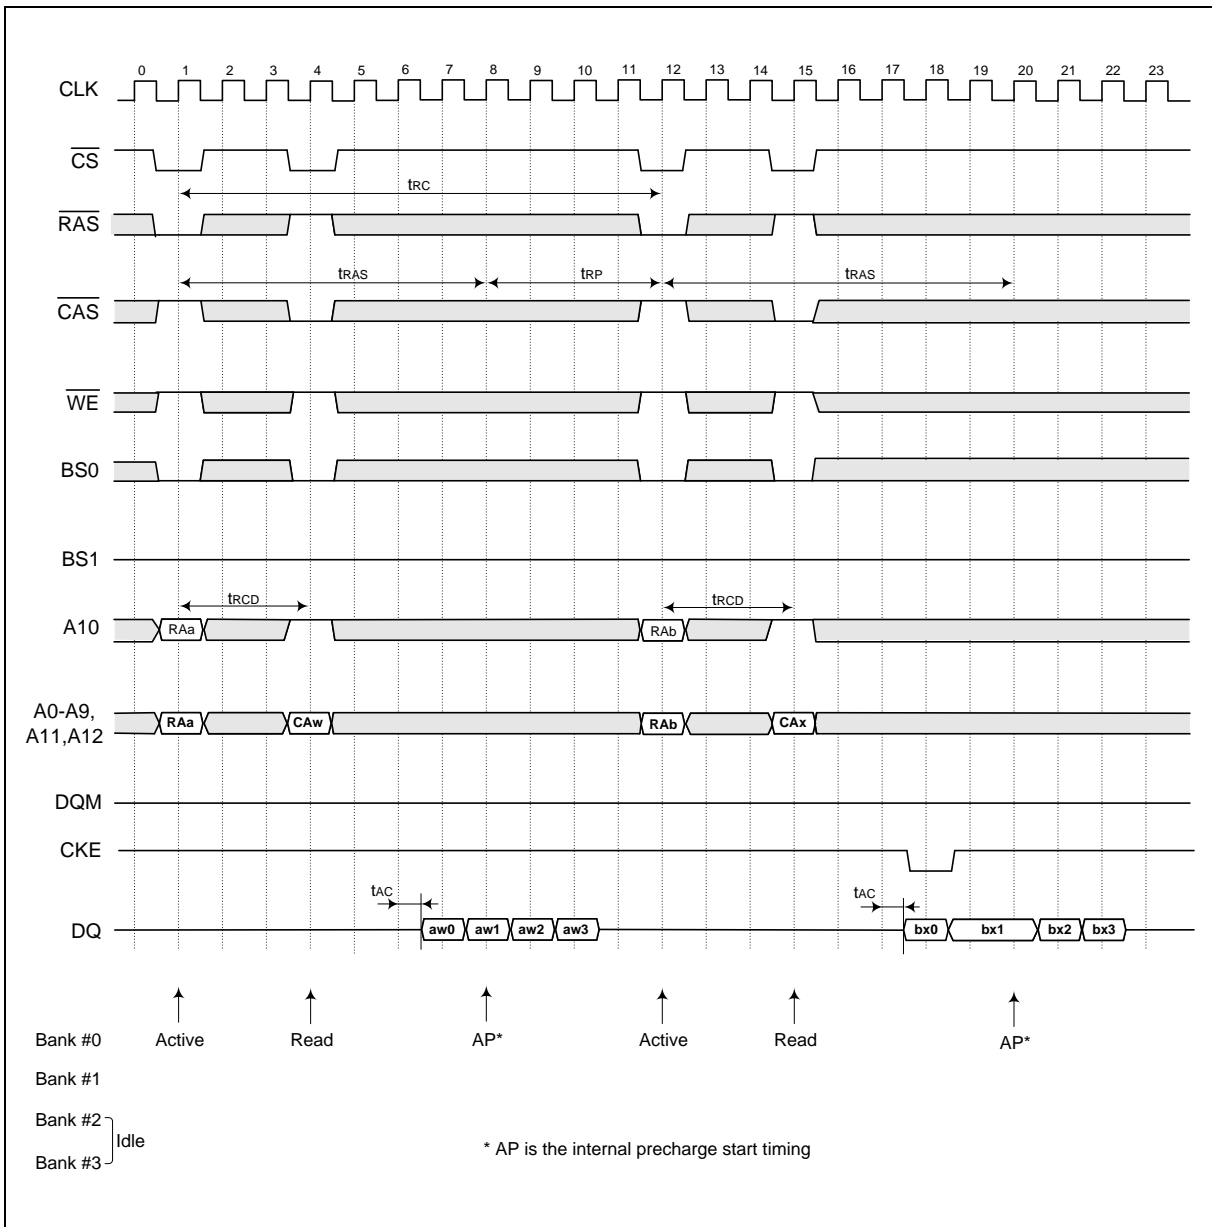 0 1 2 3 4 5 6 7 8 9 10 11 12 13 14 15 16 17 18 19 20 21 22 23
CLK
CS
tRC
RAS
tRAS tRP tRAS
CAS
WE
BS0
BS1
tRCD tRCD
A10 RAa RAb
A0-A9,
A11,A12
RAa CAw RAb CAx
DQM
CKE
tAC tAC
DQ aw0 aw1 aw2 aw3 bx0 bx1 bx2 bx3
Bank #0 Active Read AP* Active Read AP*
Bank #1
Bank #2
Idle
Bank #3
* AP is the internal precharge start timing